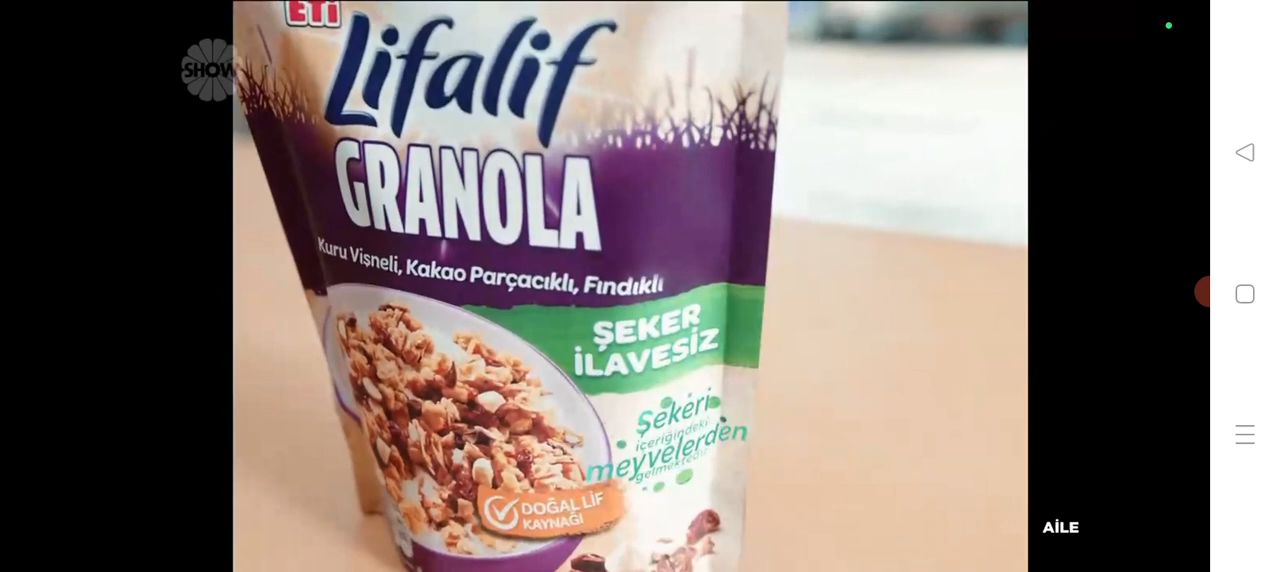 ETİ
SHOW
Lifalif
GRANOLA
Kuru Vişneli, Kakao Parçacıklı, Fındıklı
ŞEKER
İLAVESİZ
Şekeri
içeriğindeki
meyvelerden
gelmektedir.
DOĞAL LİF
KAYNAĞI
AİLE